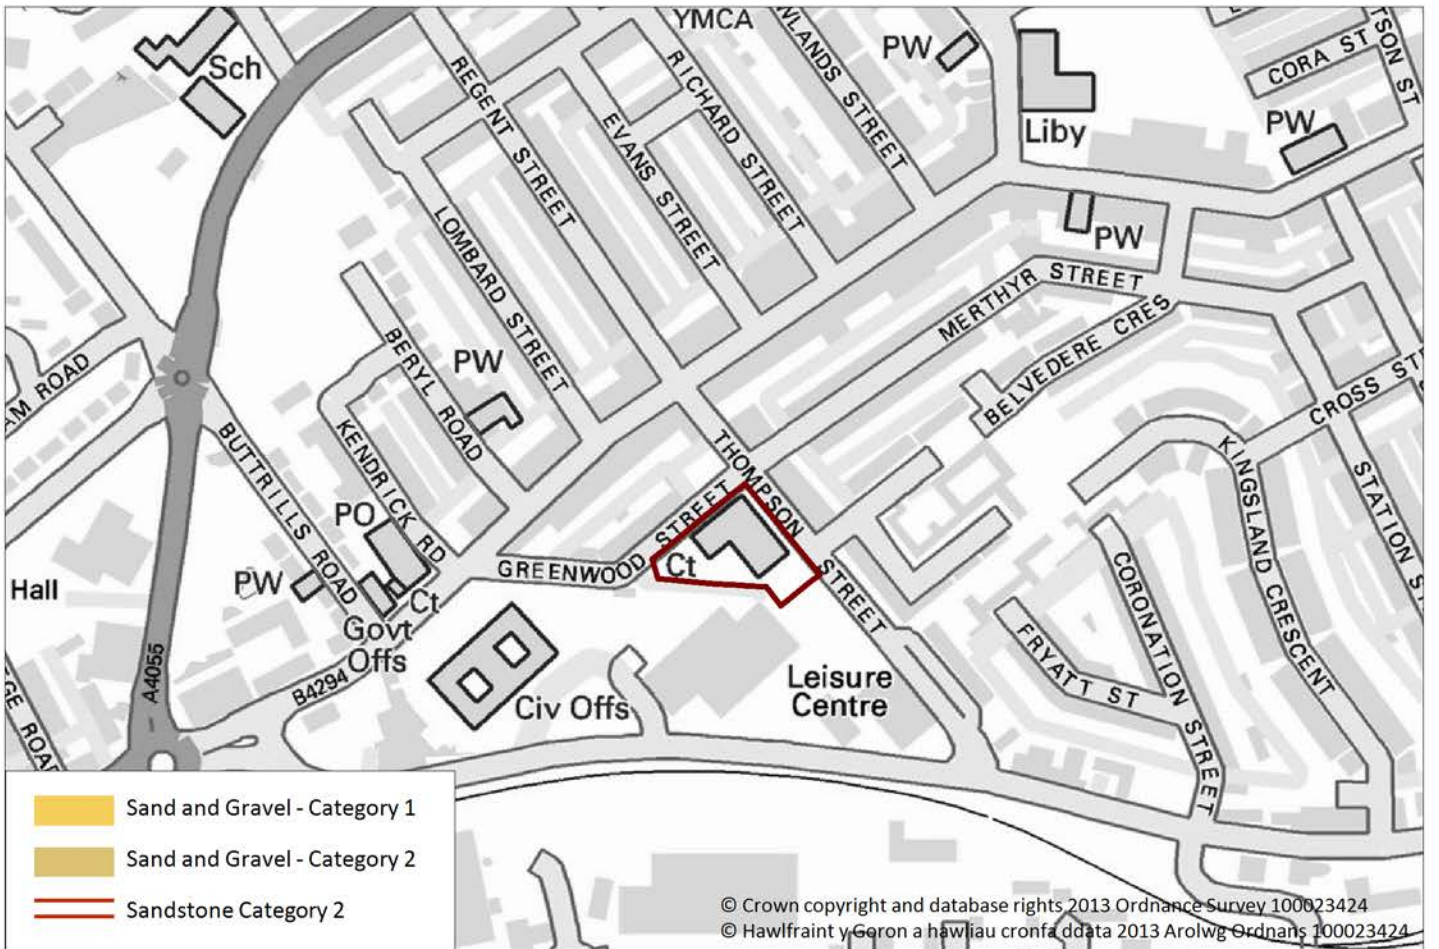 YMCA
Sch
PW
Liby
CORA ST
PW
REGENT STREET
RICHARD STREET
EVANS STREET
LOMBARD STREET
PW
MERTHYR STREET
BELVEDERE CRES
BERYL ROAD
PW
KENDRICK RD
BUTTRILLS ROAD
THOMPSON STREET
GREENWOOD STREET
Ct
PO
PW
Ct
Govt
Offs
Hall
A4055
B4294
Civ Offs
Leisure
Centre
FRYATT ST
CORONATION STREET
KINGSLAND CRESCENT
CROSS ST
STATION ST
Sand and Gravel - Category 1
Sand and Gravel - Category 2
Sandstone Category 2
© Crown copyright and database rights 2013 Ordnance Survey 100023424
© Hawlfraint y Goron a hawliau cronfa ddata 2013 Arolwg Ordnans 100023424